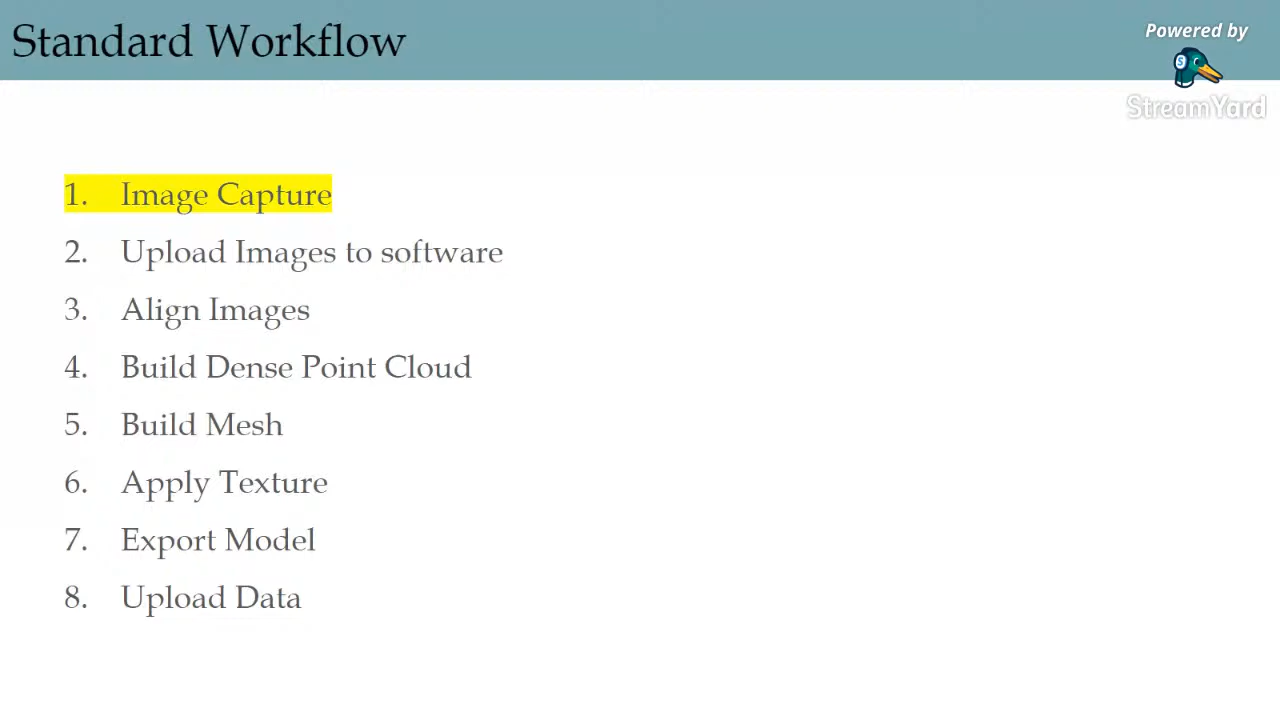 Standard Workflow
Powered by
StreamYard
1. Image Capture
2. Upload Images to software
3. Align Images
4. Build Dense Point Cloud
5. Build Mesh
6. Apply Texture
7. Export Model
8. Upload Data